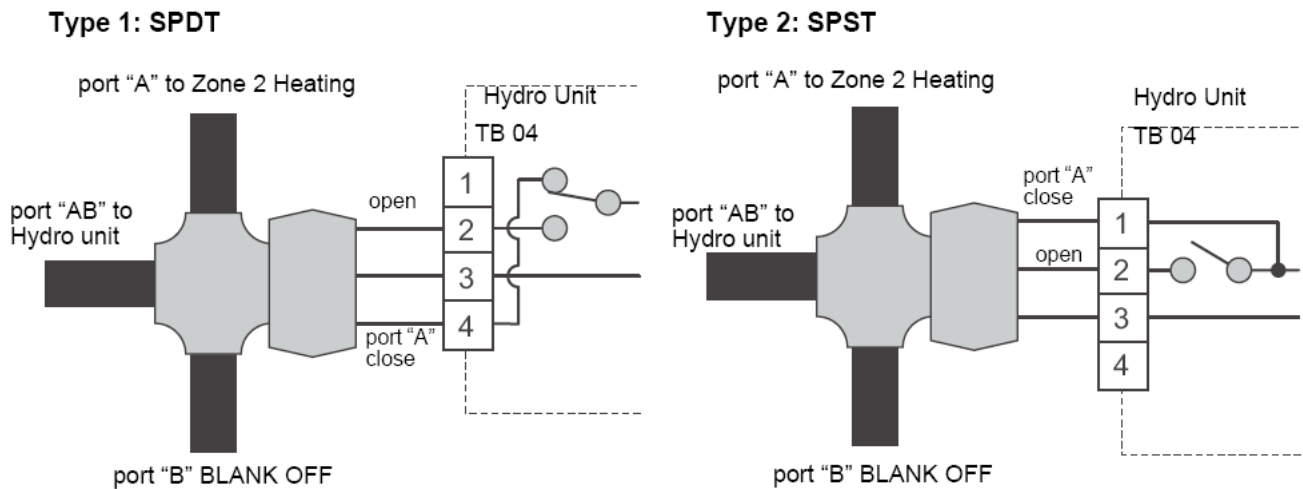 Type 1: SPDT
port “A” to Zone 2 Heating
Hydro Unit
TB 04
port “AB” to
Hydro unit
open
port “A”
close
1
2
3
4
port “B” BLANK OFF
Type 2: SPST
port “A” to Zone 2 Heating
Hydro Unit
TB 04
port “AB” to
Hydro unit
port “A”
close
open
1
2
3
4
port “B” BLANK OFF